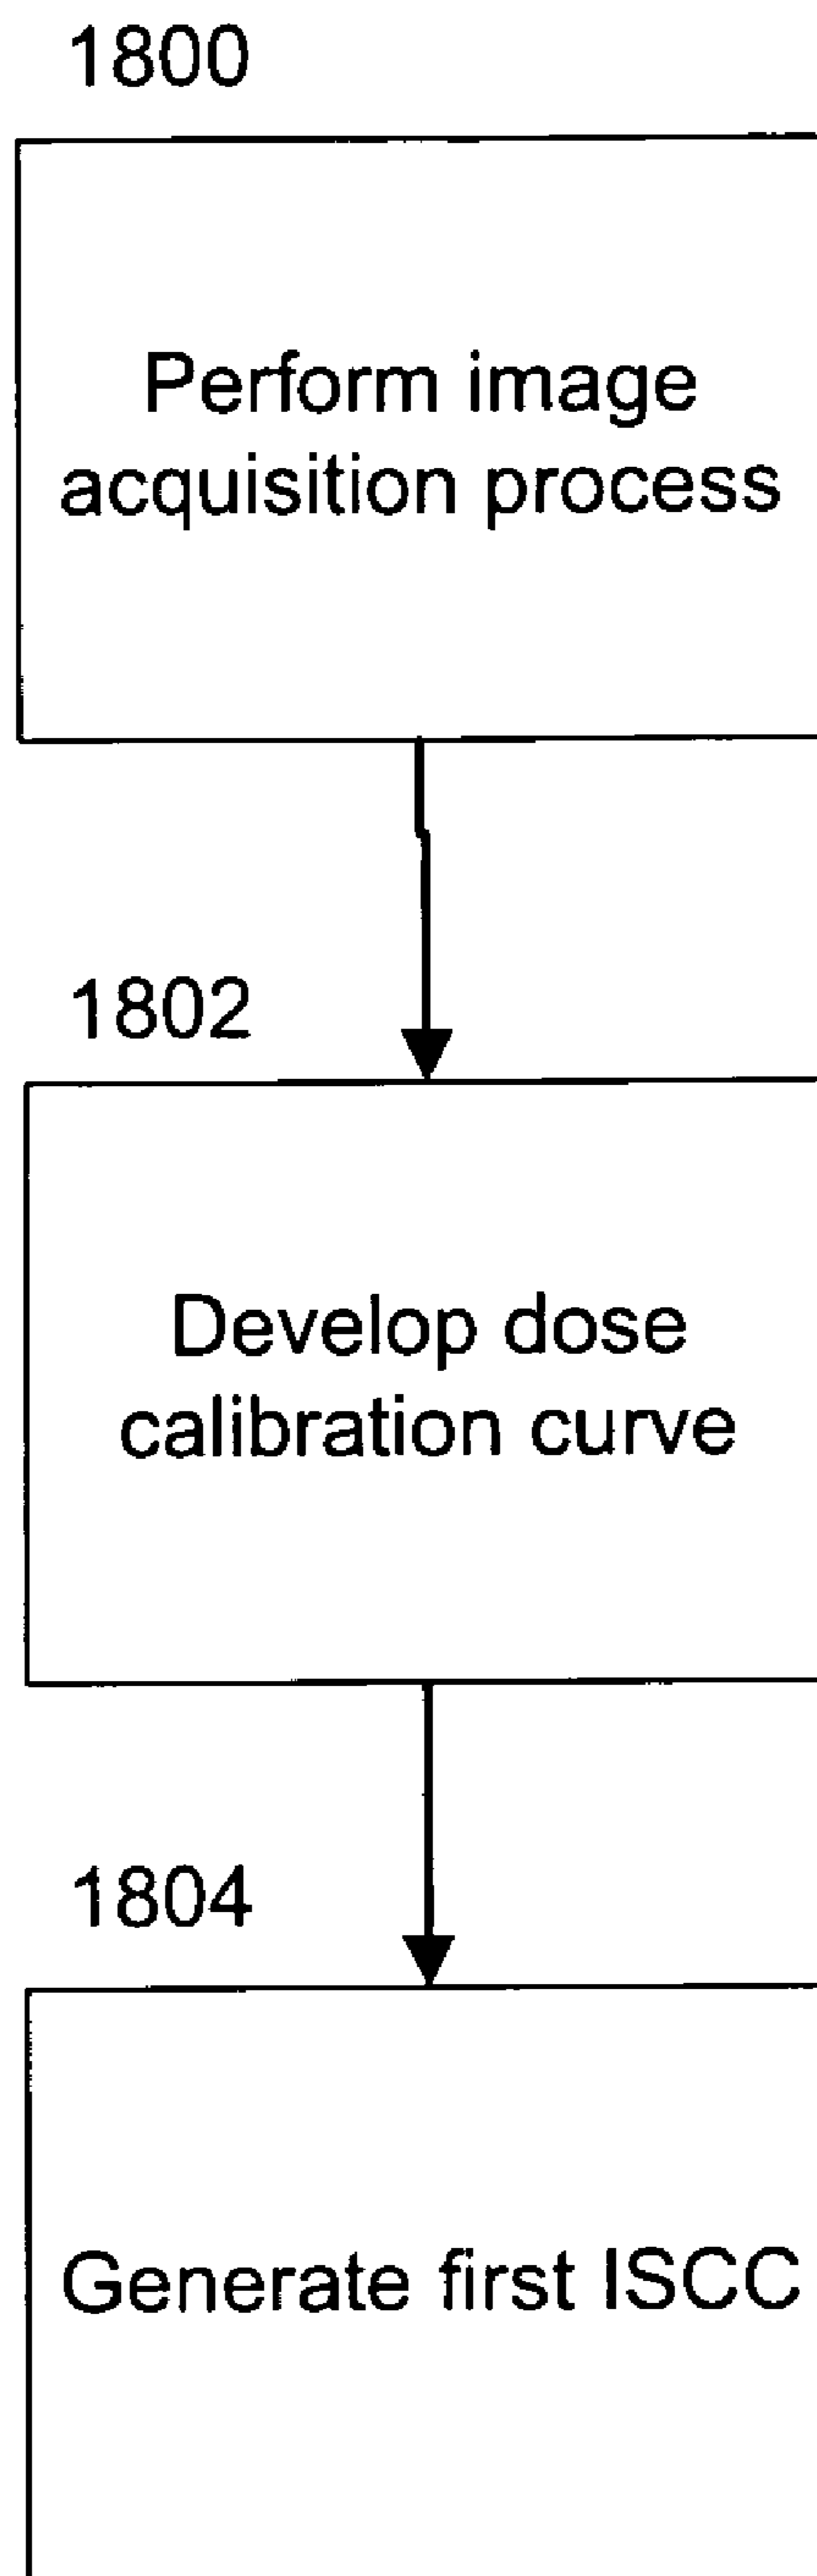 1800
Perform image
acquisition process
1802
Develop dose
calibration curve
1804
Generate first ISCC